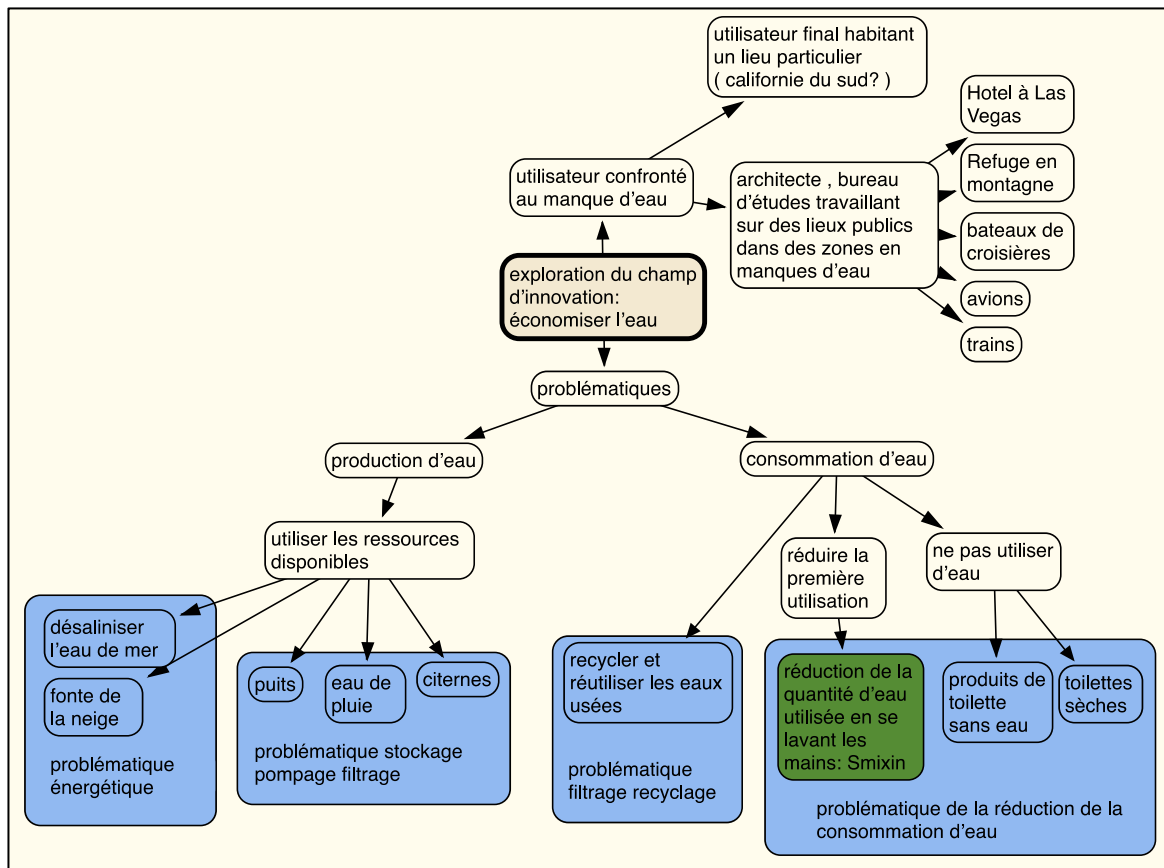 utilisateur final habitant
un lieu particulier
( californie du sud? )
Hotel à Las
Vegas
Refuge en
montagne
bateaux de
croisières
avions
trains
utilisateur confronté
au manque d'eau
architecte , bureau
d'études travaillant
sur des lieux publics
dans des zones en
manques d'eau
exploration du champ
d'innovation:
économiser l'eau
problématiques
production d'eau
consommation d'eau
utiliser les ressources
disponibles
réduire la
première
utilisation
ne pas utiliser
d'eau
désaliniser
l'eau de mer
fonte de
la neige
problématique
énergétique
puits
eau de
pluie
citernes
problématique stockage
pompage filtrage
recycler et
réutiliser les eaux
usées
problématique
filtrage recyclage
réduction de la
quantité d'eau
utilisée en se
lavant les
mains: Smixin
produits de
toilette
sans eau
toilettes
sèches
problématique de la réduction de la
consommation d'eau